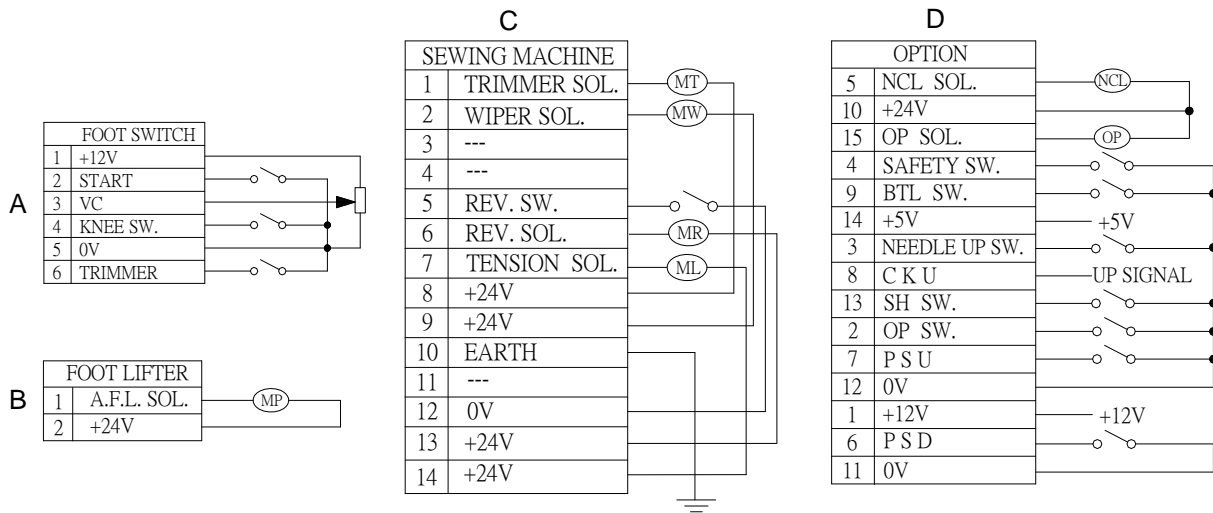 A
FOOT SWITCH
1 +12V
2 START
3 VC
4 KNEE SW.
5 0V
6 TRIMMER
B
FOOT LIFTER
1 A.F.L. SOL. MP
2 +24V
C
SEWING MACHINE
1 TRIMMER SOL. MT
2 WIPER SOL. MW
3 ---
4 ---
5 REV. SW.
6 REV. SOL. MR
7 TENSION SOL. ML
8 +24V
9 +24V
10 EARTH
11 ---
12 0V
13 +24V
14 +24V
D
OPTION
5 NCL SOL. NCL
10 +24V
15 OP SOL. OP
4 SAFETY SW.
9 BTL SW.
14 +5V +5V
3 NEEDLE UP SW.
8 C K U UP SIGNAL
13 SH SW.
2 OP SW.
7 P S U
12 0V
1 +12V +12V
6 P S D
11 0V